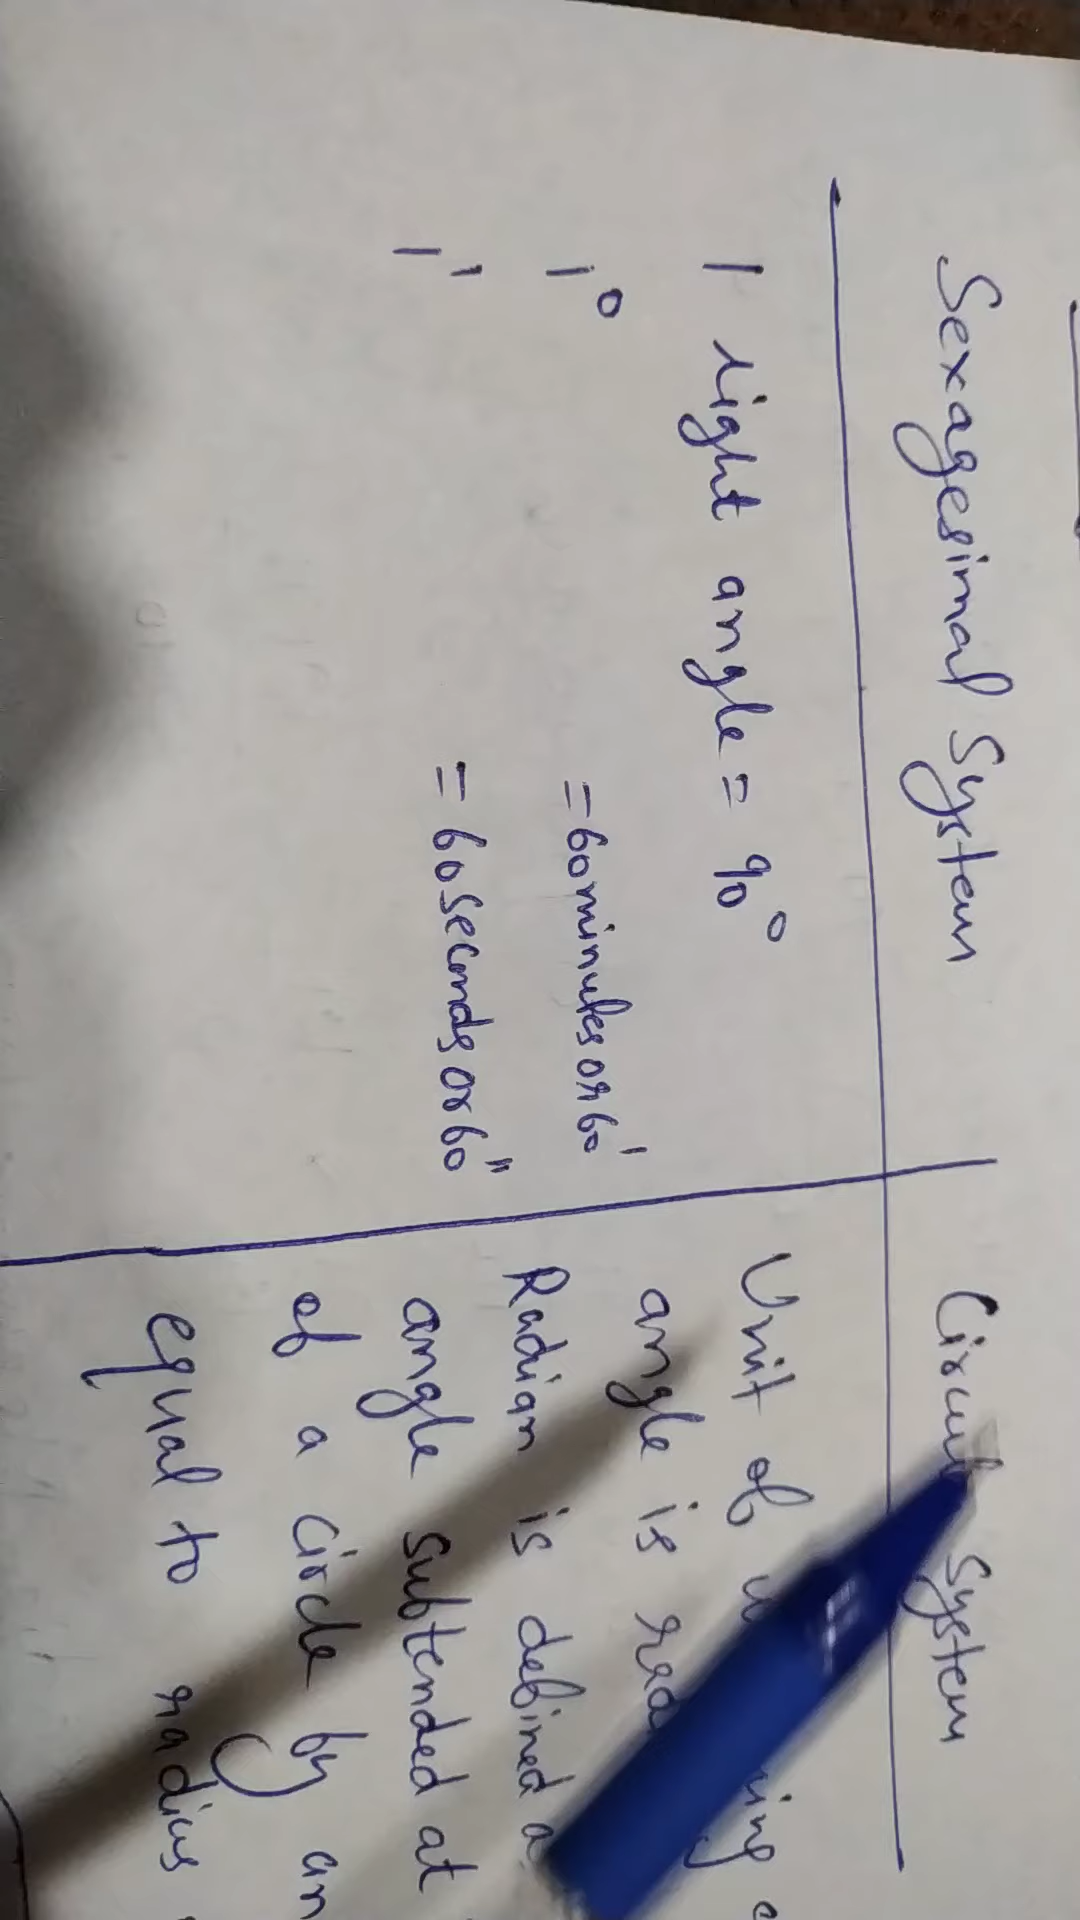 Sexagesimal System
1 right angle = 90°
1° = 60 minutes or 60'
1' = 60 seconds or 60"
System
Unit of
angle is
Radian is defined
angle subtended at
of a circle by an
equal to radius